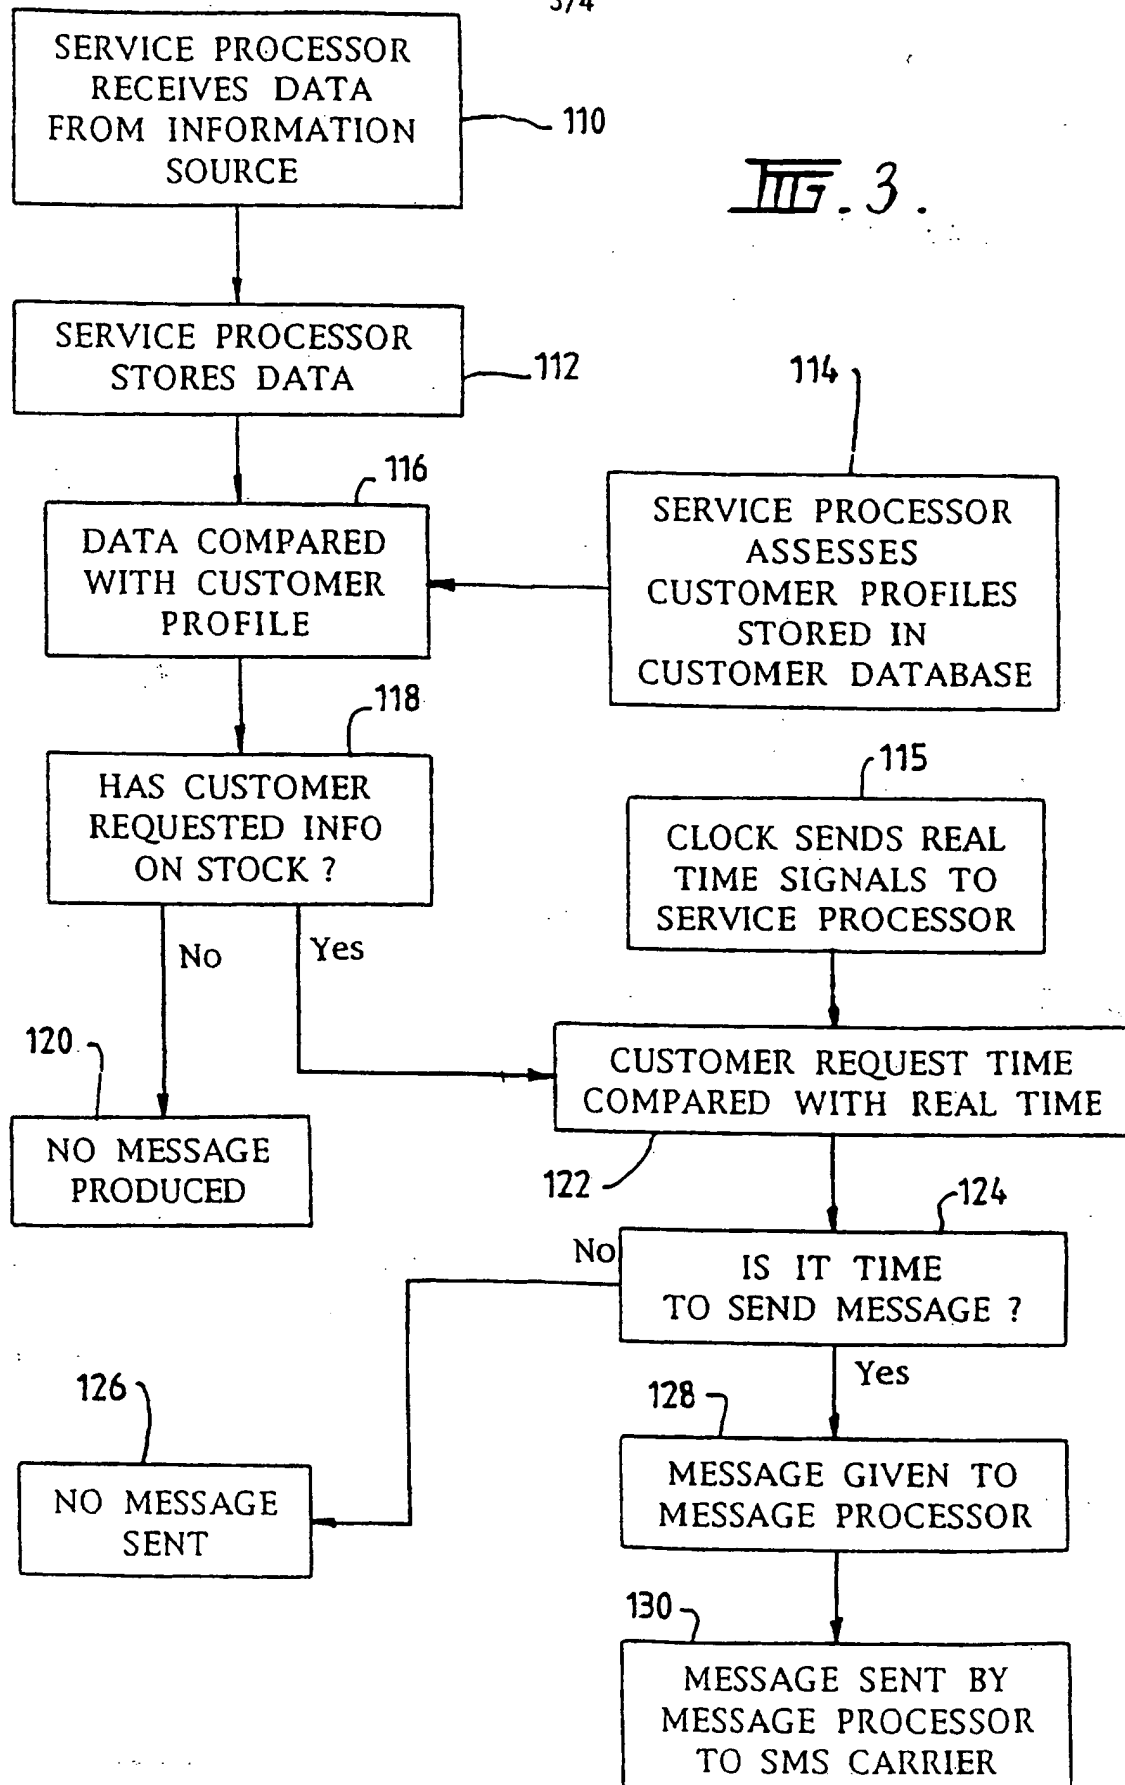 3/4
SERVICE PROCESSOR
RECEIVES DATA
FROM INFORMATION
SOURCE
110
FIG. 3.
SERVICE PROCESSOR
STORES DATA
112
114
116
DATA COMPARED
WITH CUSTOMER
PROFILE
SERVICE PROCESSOR
ASSESSES
CUSTOMER PROFILES
STORED IN
CUSTOMER DATABASE
118
HAS CUSTOMER
REQUESTED INFO
ON STOCK ?
115
CLOCK SENDS REAL
TIME SIGNALS TO
SERVICE PROCESSOR
No
Yes
120
NO MESSAGE
PRODUCED
CUSTOMER REQUEST TIME
COMPARED WITH REAL TIME
122
124
No
IS IT TIME
TO SEND MESSAGE ?
Yes
126
NO MESSAGE
SENT
128
MESSAGE GIVEN TO
MESSAGE PROCESSOR
130
MESSAGE SENT BY
MESSAGE PROCESSOR
TO SMS CARRIER